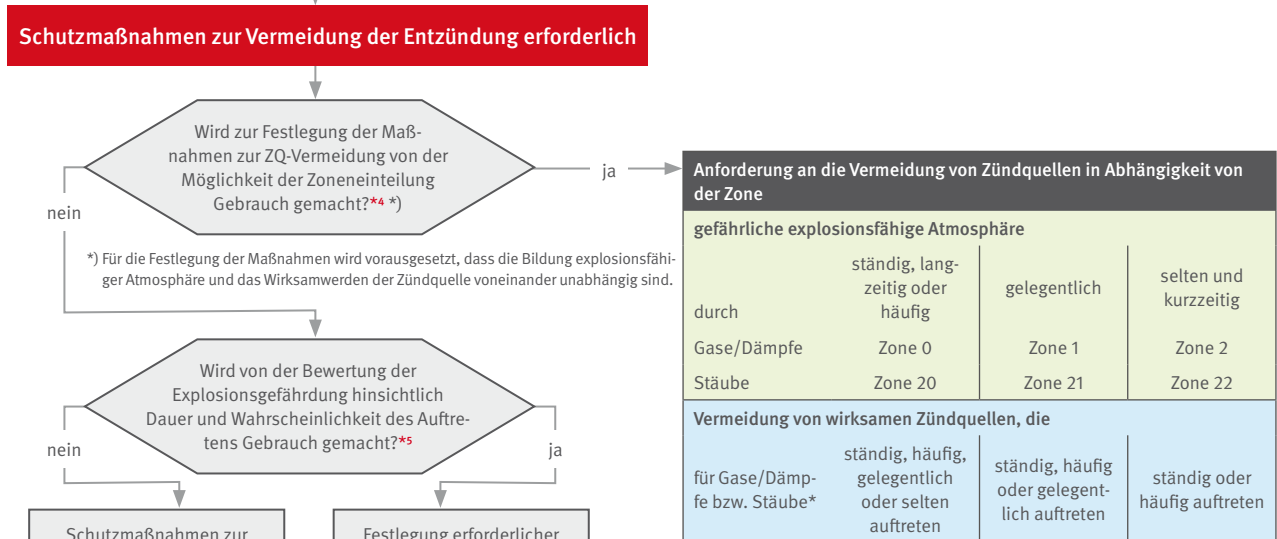 Schutzmaßnahmen zur Vermeidung der Entzündung erforderlich
Wird zur Festlegung der Maß-
nahmen zur ZQ-Vermeidung von der
Möglichkeit der Zoneneinteilung
Gebrauch gemacht?*4 *)
ja
nein
*) Für die Festlegung der Maßnahmen wird vorausgesetzt, dass die Bildung explosionsfähi-
ger Atmosphäre und das Wirksamwerden der Zündquelle voneinander unabhängig sind.
Wird von der Bewertung der
Explosionsgefährdung hinsichtlich
Dauer und Wahrscheinlichkeit des Auftre-
tens Gebrauch gemacht?*5
nein
ja
Schutzmaßnahmen zur
Festlegung erforderlicher
Anforderung an die Vermeidung von Zündquellen in Abhängigkeit von
der Zone
gefährliche explosionsfähige Atmosphäre
durch
ständig, lang-
zeitig oder
häufig
gelegentlich
selten und
kurzzeitig
Gase/Dämpfe Zone 0 Zone 1 Zone 2
Stäube Zone 20 Zone 21 Zone 22
Vermeidung von wirksamen Zündquellen, die
für Gase/Dämp-
fe bzw. Stäube*
ständig, häufig,
gelegentlich
oder selten
auftreten
ständig, häufig
oder gelegent-
lich auftreten
ständig oder
häufig auftreten